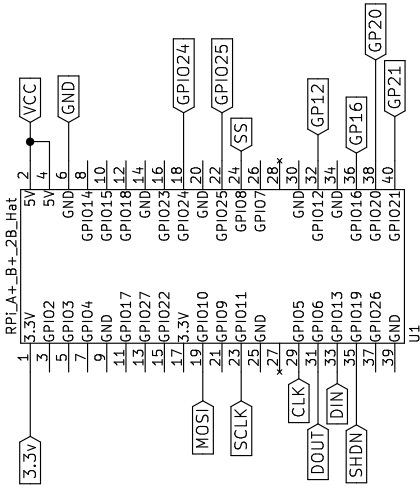 RPi_A+_B+_2B_Hat
3.3v 1 3.3V 5V 2 VCC
3 GPIO2 5V 4
5 GPIO3 GND 6 GND
7 GPIO4 GPIO14 8
9 GND GPIO15 10
11 GPIO17 GPIO18 12
13 GPIO27 GND 14
15 GPIO22 GPIO23 16
17 3.3V GPIO24 18 GPIO24
MOSI 19 GPIO10 GND 20
21 GPIO9 GPIO25 22 GPIO25
SCLK 23 GPIO11 GPIO8 24 SS
25 GND GPIO7 26
27 28
CLK 29 GPIO5 GND 30
DOUT 31 GPIO6 GPIO12 32 GP12
DIN 33 GPIO13 GND 34
SHDN 35 GPIO19 GPIO16 36 GP16
37 GPIO26 GPIO20 38 GP20
39 GND GPIO21 40 GP21
U1